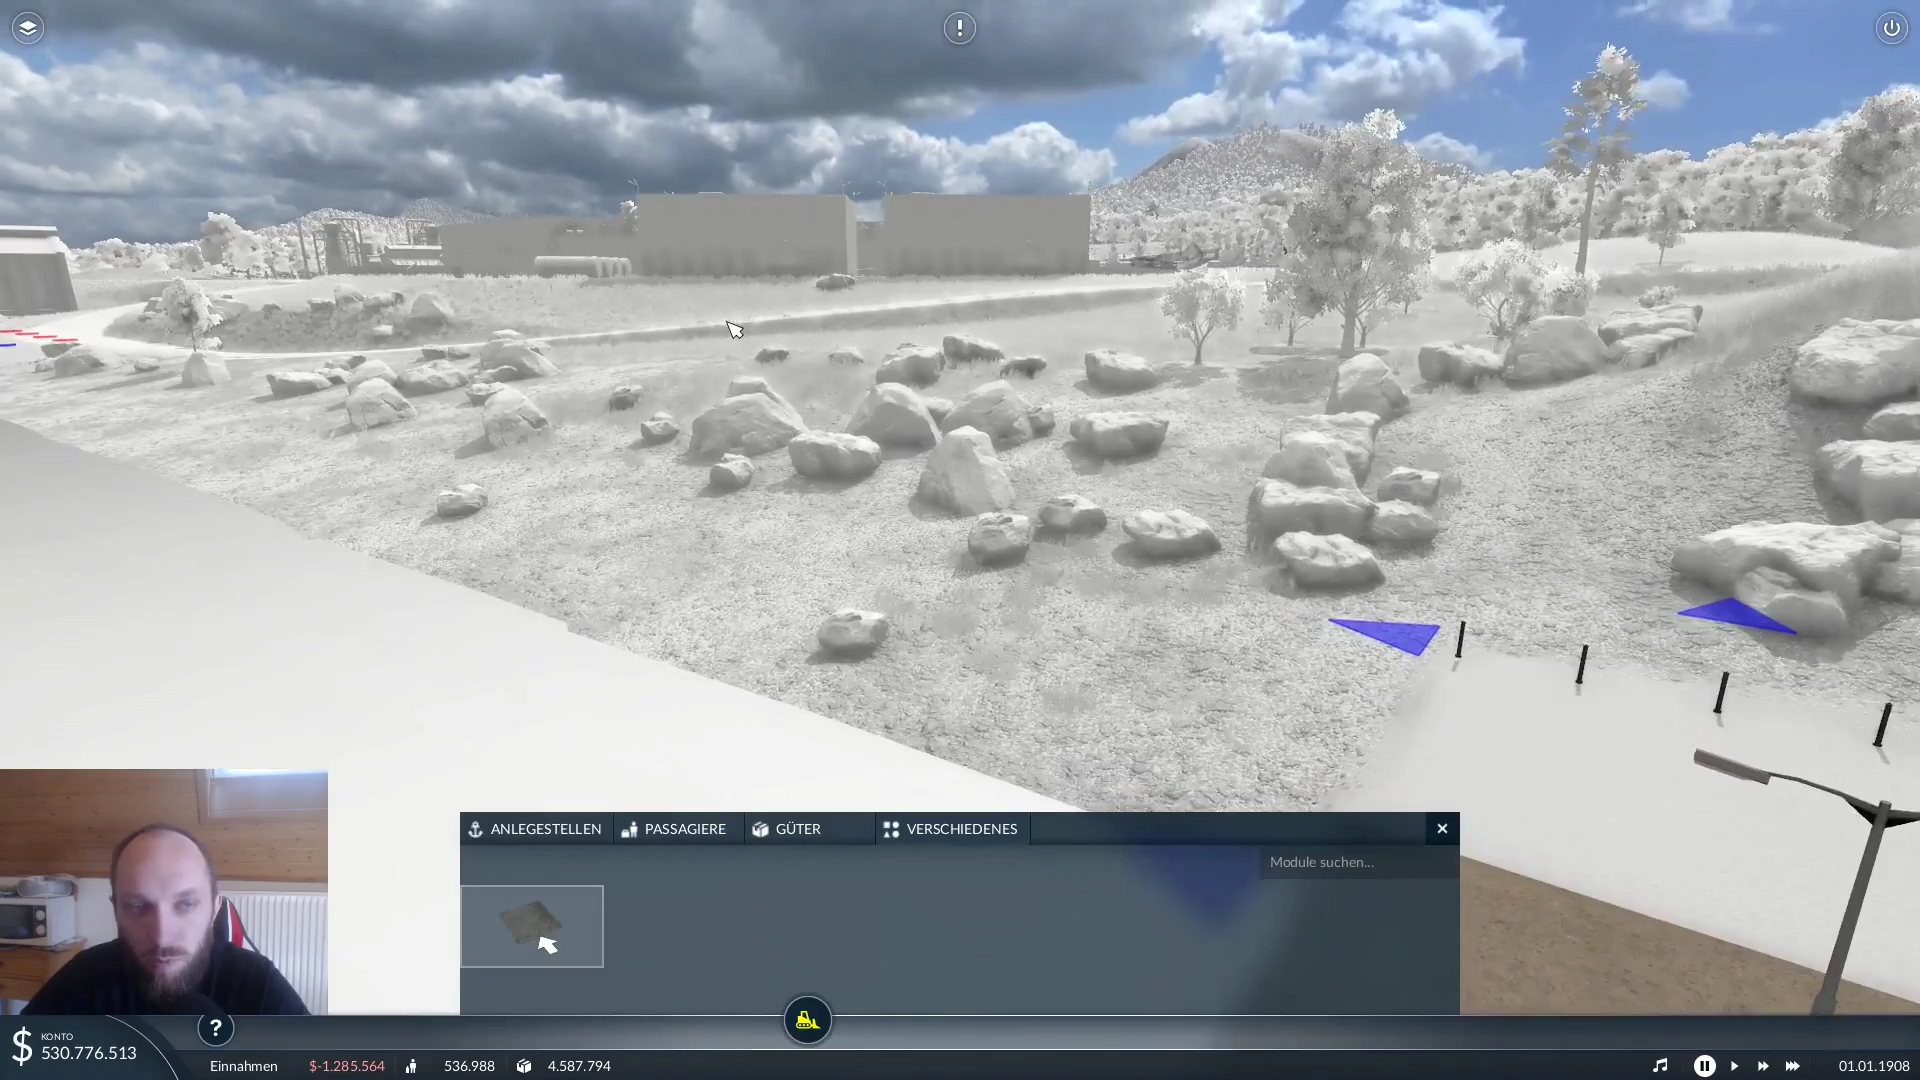 ANLEGESTELLEN PASSAGIERE GÜTER VERSCHIEDENES
Module suchen...
KONTO
530.776.513
Einnahmen $-1.285.564 536.988 4.587.794
01.01.1908